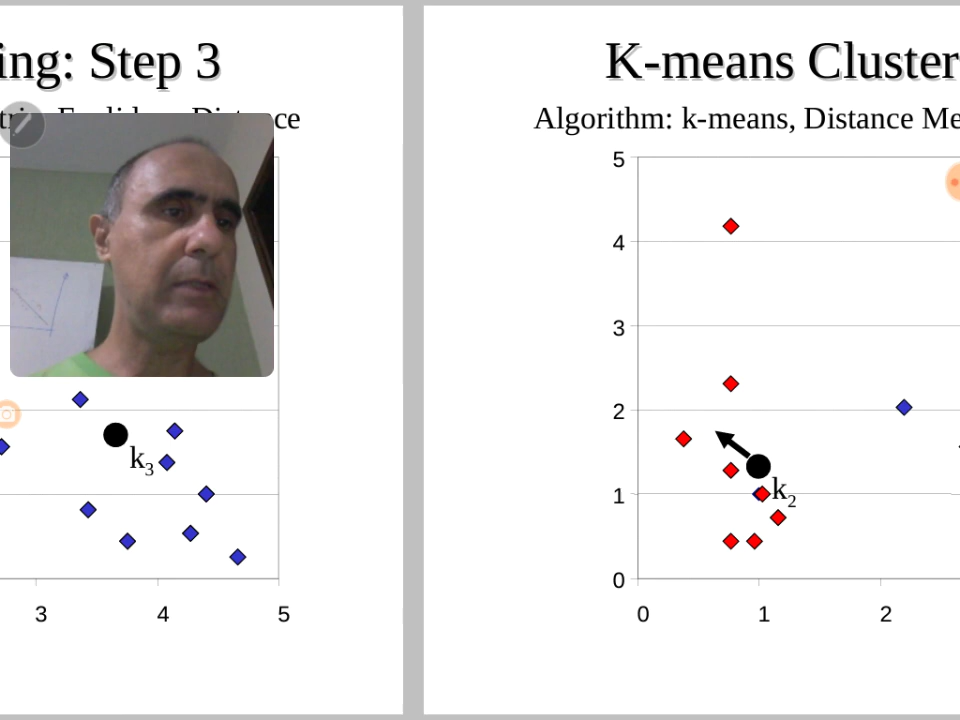 ing: Step 3
ce
k3
3 4 5
K-means Cluster
Algorithm: k-means, Distance Me
5
4
3
2
1
k2
0
0 1 2